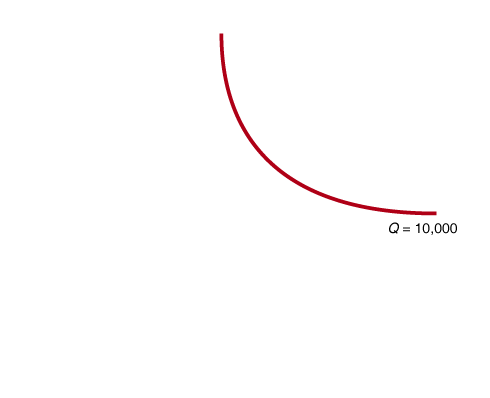 Q = 10,000